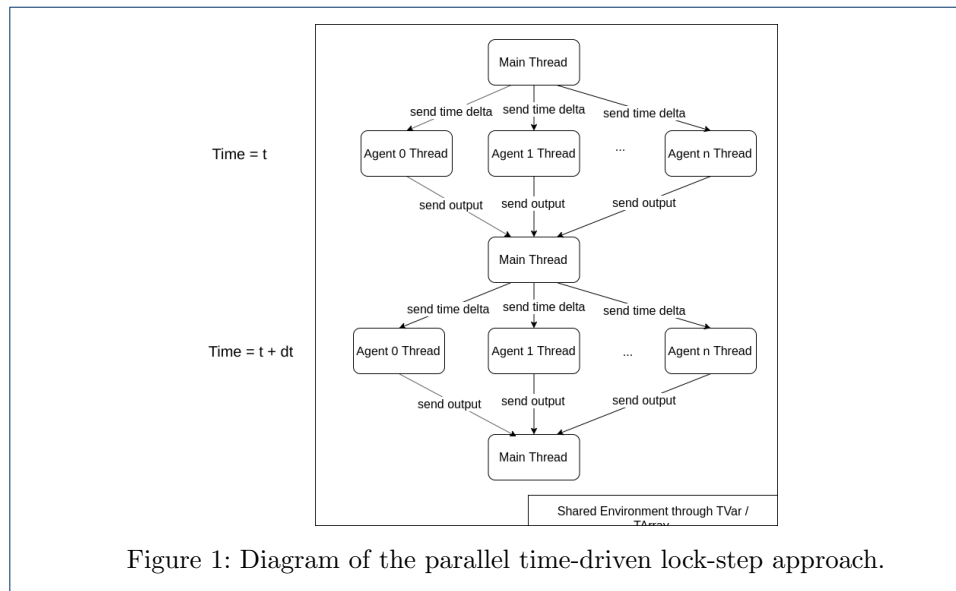 Main Thread
send time delta
send time delta
send time delta
Time = t
Agent 0 Thread
Agent 1 Thread
...
Agent n Thread
send output
send output
send output
Main Thread
send time delta
send time delta
send time delta
Time = t + dt
Agent 0 Thread
Agent 1 Thread
...
Agent n Thread
send output
send output
send output
Main Thread
Shared Environment through TVar /
TArray
Figure 1: Diagram of the parallel time-driven lock-step approach.